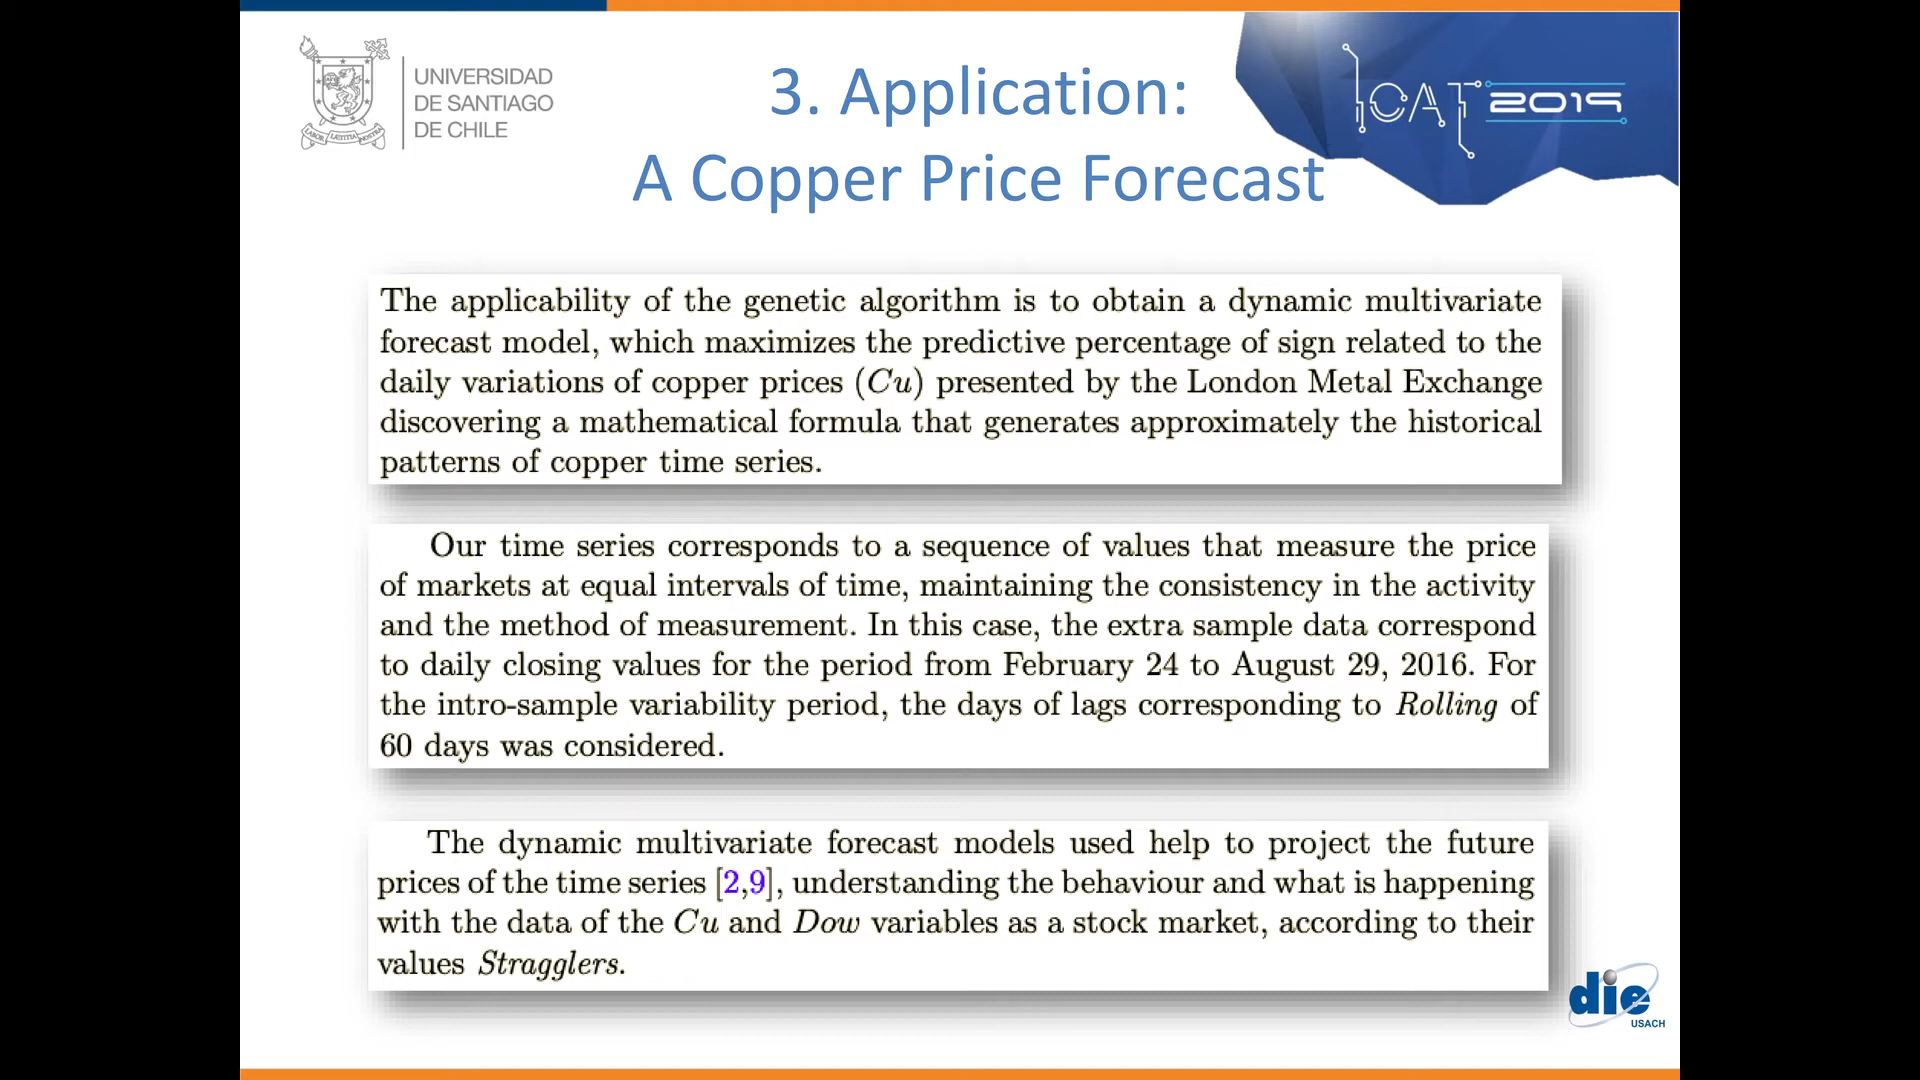 UNIVERSIDAD
DE SANTIAGO
DE CHILE
LABOR LÆTITIA NOSTRA
3. Application:
A Copper Price Forecast
ICAT 2019
The applicability of the genetic algorithm is to obtain a dynamic multivariate
forecast model, which maximizes the predictive percentage of sign related to the
daily variations of copper prices (Cu) presented by the London Metal Exchange
discovering a mathematical formula that generates approximately the historical
patterns of copper time series.
Our time series corresponds to a sequence of values that measure the price
of markets at equal intervals of time, maintaining the consistency in the activity
and the method of measurement. In this case, the extra sample data correspond
to daily closing values for the period from February 24 to August 29, 2016. For
the intro-sample variability period, the days of lags corresponding to Rolling of
60 days was considered.
The dynamic multivariate forecast models used help to project the future
prices of the time series [2,9], understanding the behaviour and what is happening
with the data of the Cu and Dow variables as a stock market, according to their
values Stragglers.
die
USACH